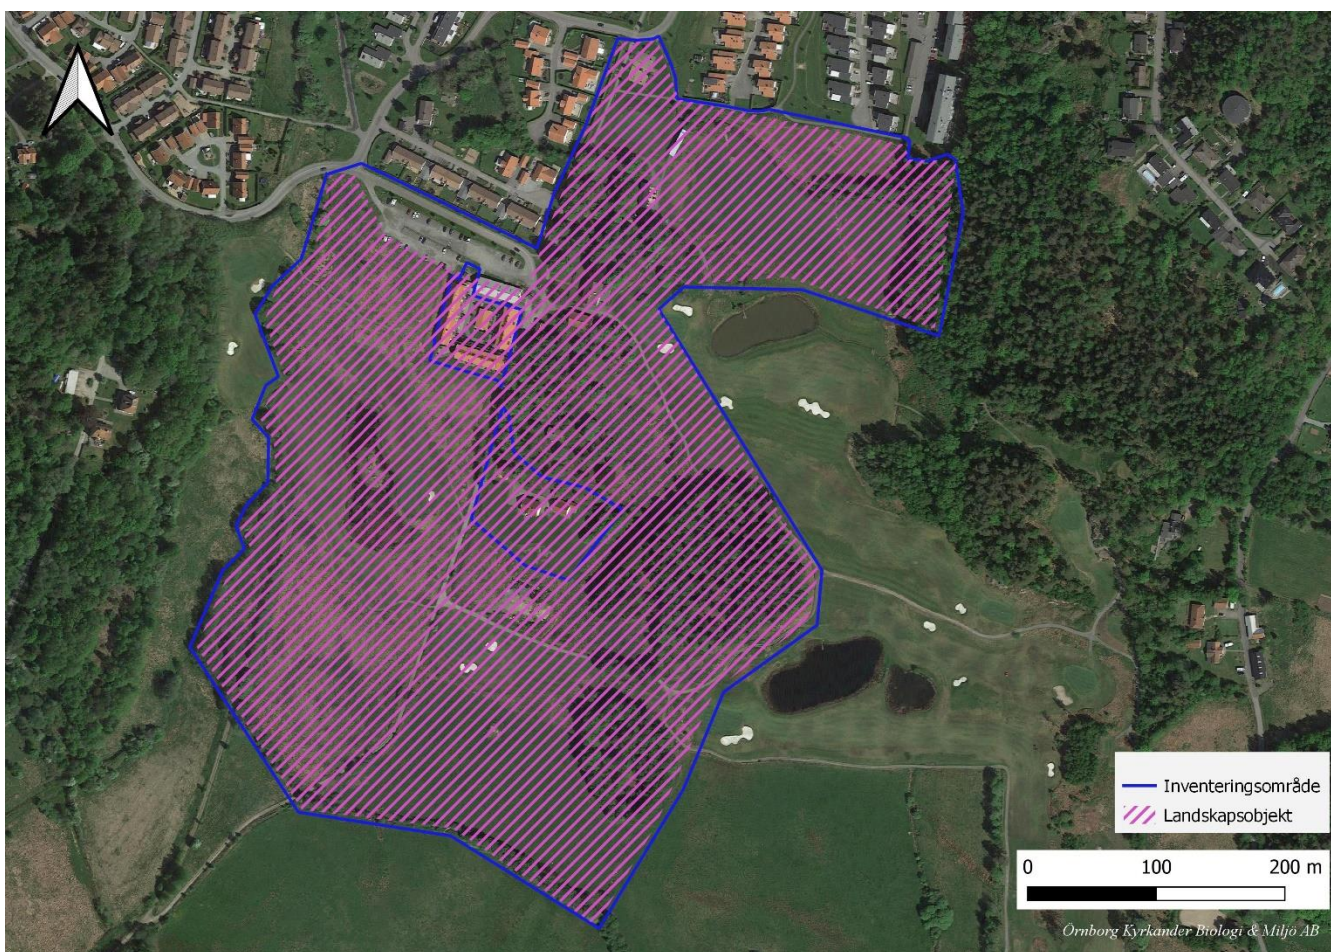 Inventeringsområde
Landskapsobjekt
0 100 200 m
Örnborg Kyrkander Biologi & Miljö AB